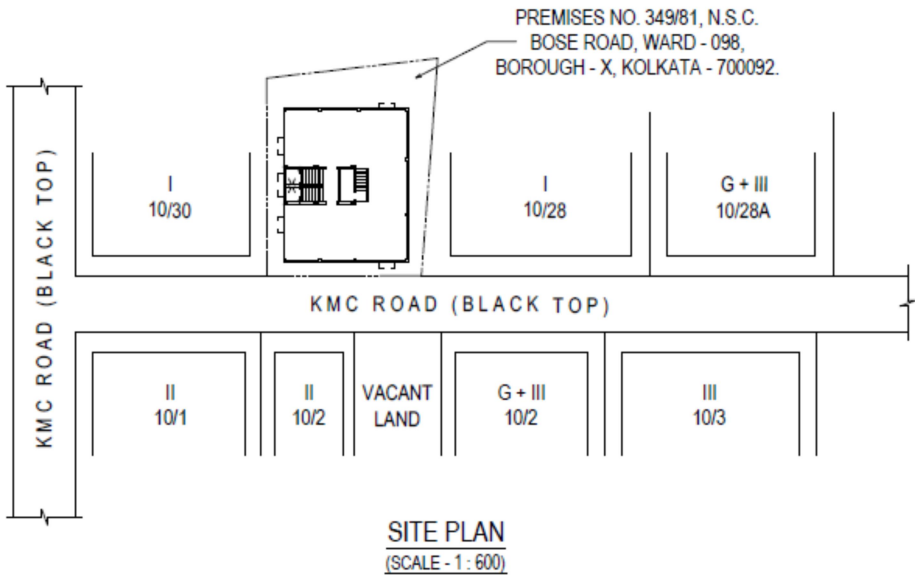 PREMISES NO. 349/81, N.S.C.
BOSE ROAD, WARD - 098,
BOROUGH - X, KOLKATA - 700092.
KMC ROAD (BLACK TOP)
I
10/30
I
10/28
G + III
10/28A
KMC ROAD (BLACK TOP)
II
10/1
II
10/2
VACANT
LAND
G + III
10/2
III
10/3
SITE PLAN
(SCALE - 1 : 600)